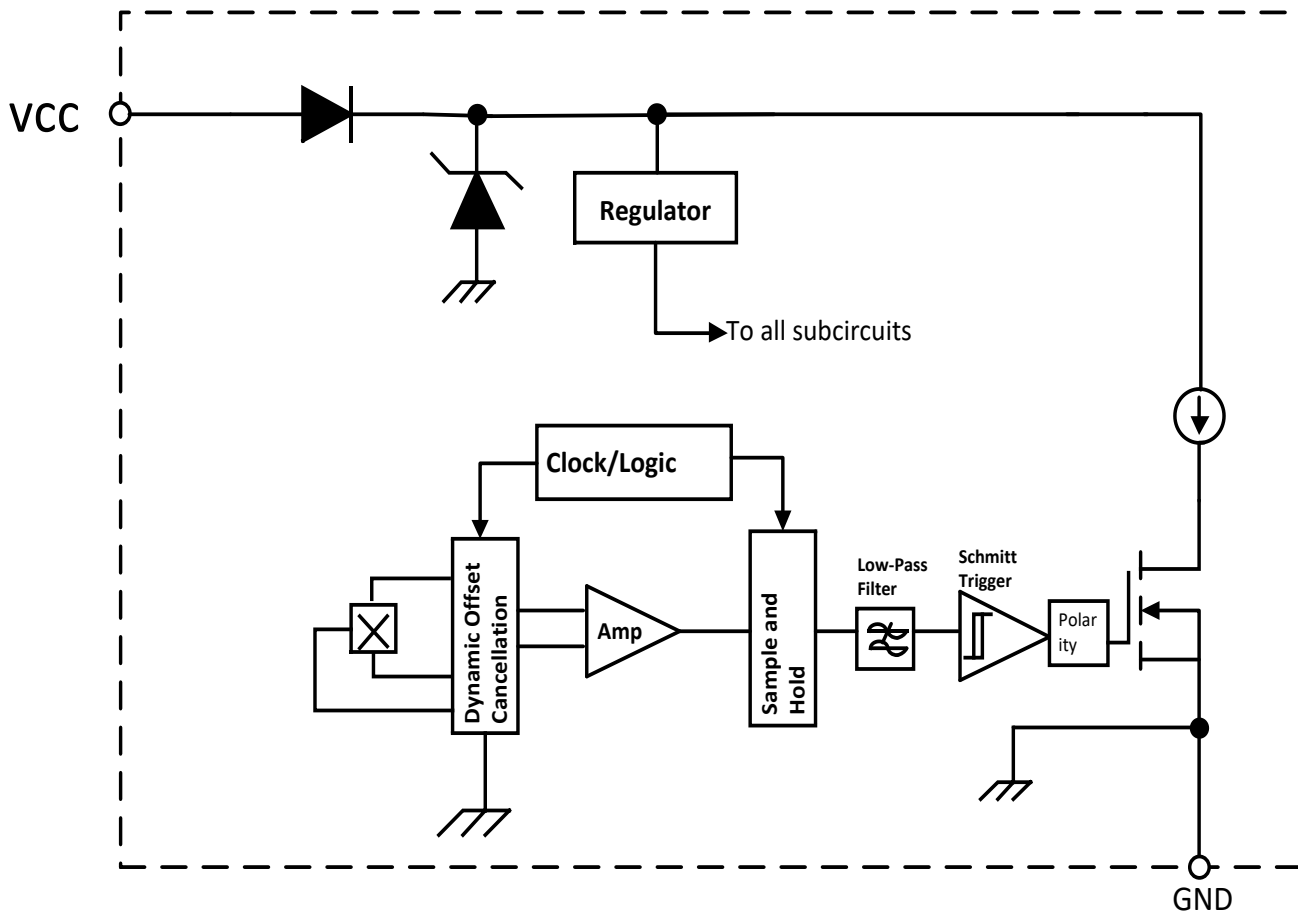 VCC
Regulator
To all subcircuits
Clock/Logic
Dynamic Offset
Cancellation
Amp
Sample and
Hold
Low-Pass
Filter
Schmitt
Trigger
Polar
ity
GND